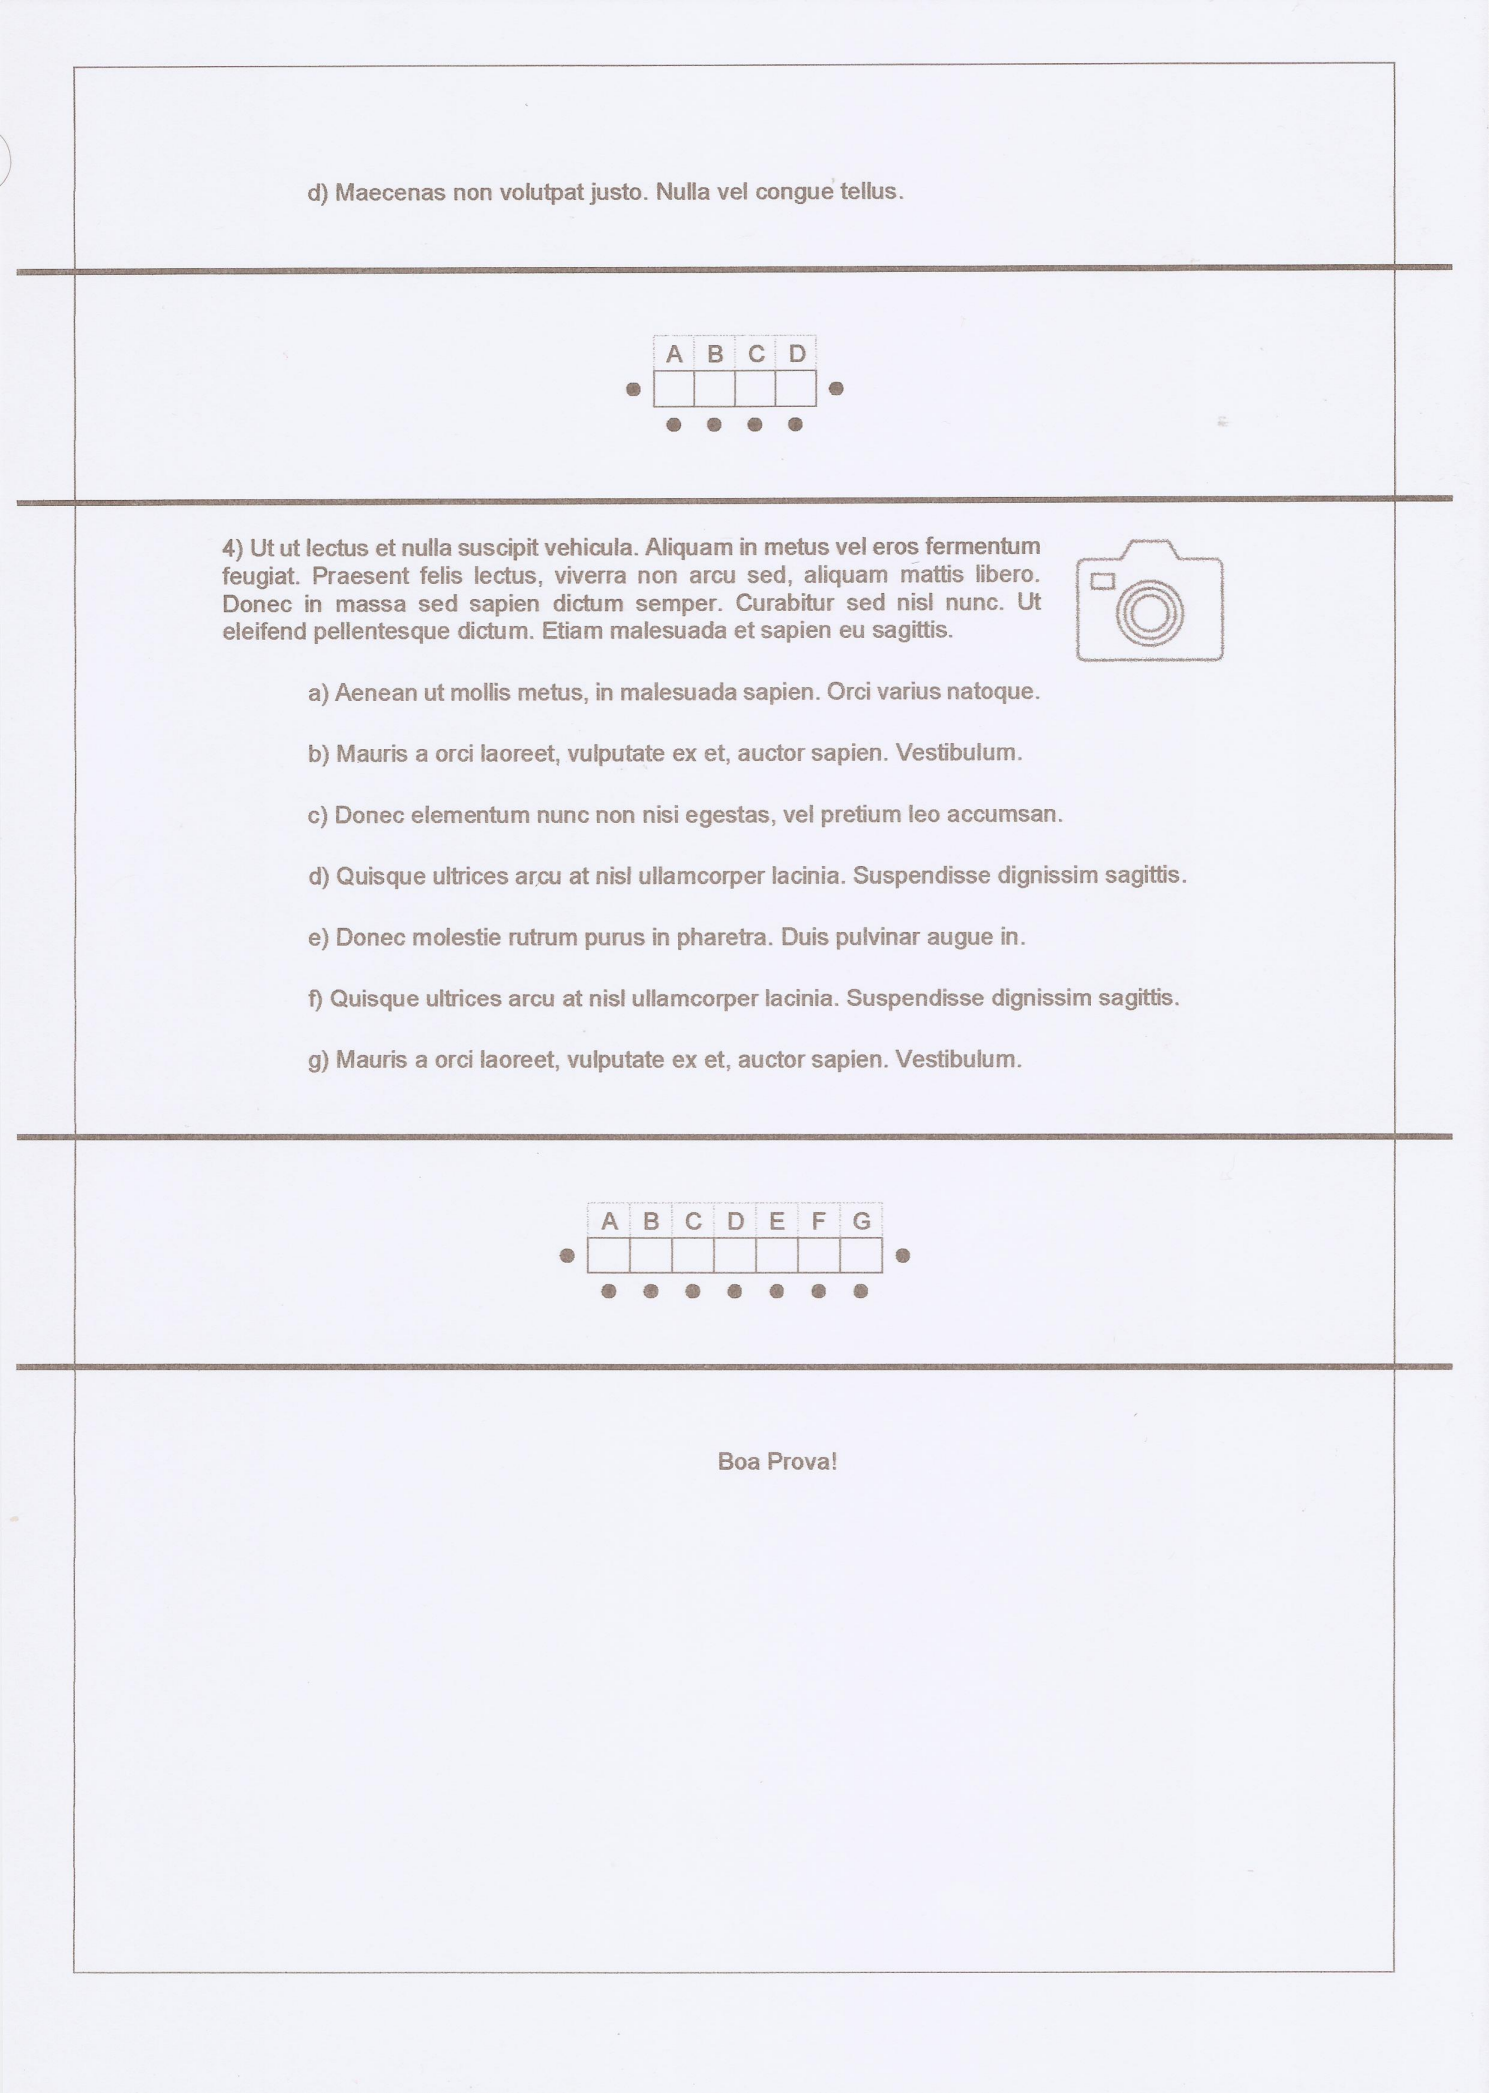 d) Maecenas non volutpat justo. Nulla vel congue tellus.
A B C D
4) Ut ut lectus et nulla suscipit vehicula. Aliquam in metus vel eros fermentum
feugiat. Praesent felis lectus, viverra non arcu sed, aliquam mattis libero.
Donec in massa sed sapien dictum semper. Curabitur sed nisl nunc. Ut
eleifend pellentesque dictum. Etiam malesuada et sapien eu sagittis.
a) Aenean ut mollis metus, in malesuada sapien. Orci varius natoque.
b) Mauris a orci laoreet, vulputate ex et, auctor sapien. Vestibulum.
c) Donec elementum nunc non nisi egestas, vel pretium leo accumsan.
d) Quisque ultrices arcu at nisl ullamcorper lacinia. Suspendisse dignissim sagittis.
e) Donec molestie rutrum purus in pharetra. Duis pulvinar augue in.
f) Quisque ultrices arcu at nisl ullamcorper lacinia. Suspendisse dignissim sagittis.
g) Mauris a orci laoreet, vulputate ex et, auctor sapien. Vestibulum.
A B C D E F G
Boa Prova!